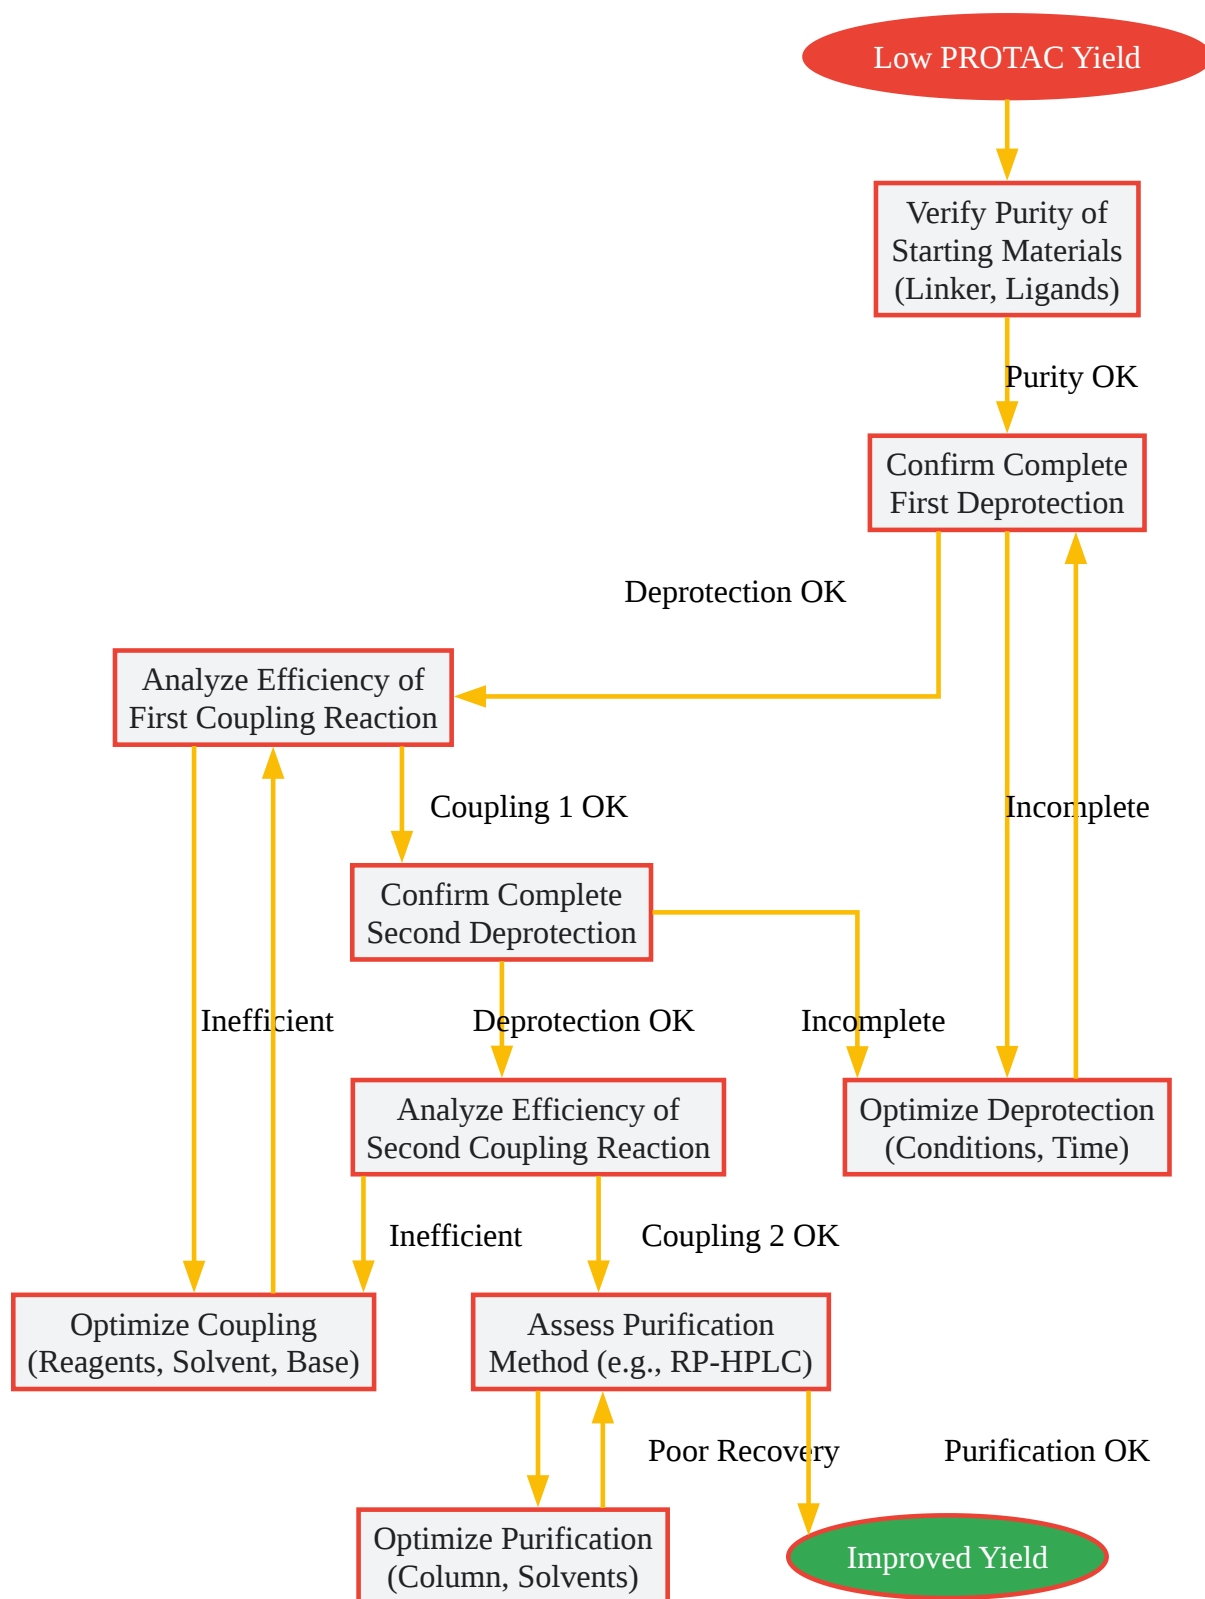 Low PROTAC Yield
Verify Purity of
Starting Materials
(Linker, Ligands)
Purity OK
Confirm Complete
First Deprotection
Deprotection OK
Analyze Efficiency of
First Coupling Reaction
Coupling 1 OK
Incomplete
Confirm Complete
Second Deprotection
Inefficient
Deprotection OK
Incomplete
Analyze Efficiency of
Second Coupling Reaction
Optimize Deprotection
(Conditions, Time)
Inefficient
Coupling 2 OK
Optimize Coupling
(Reagents, Solvent, Base)
Assess Purification
Method (e.g., RP-HPLC)
Poor Recovery
Purification OK
Optimize Purification
(Column, Solvents)
Improved Yield